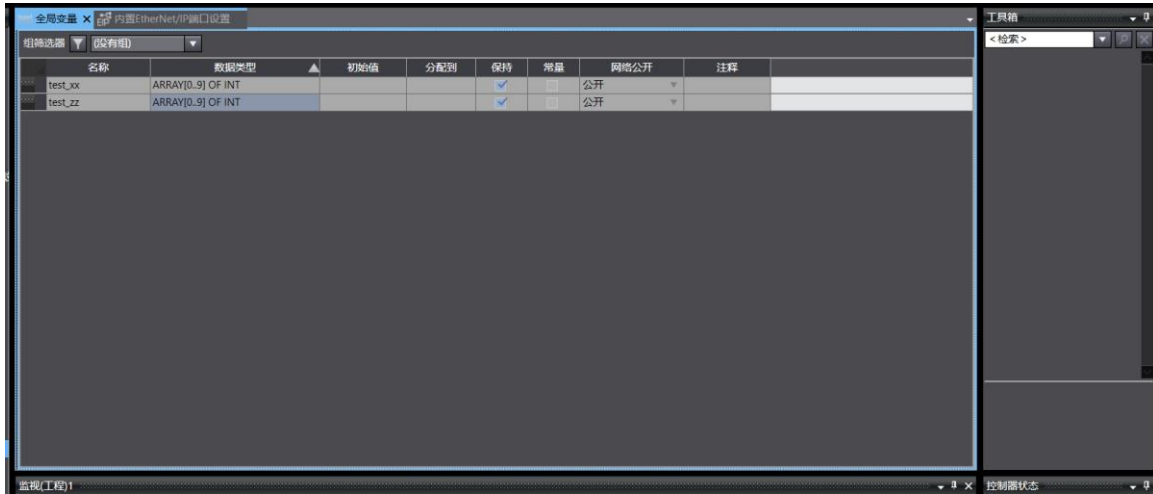 全局变量 × 内置EtherNet/IP端口设置
工具箱
组筛选器 (没有组)
<检索>
名称 数据类型 初始值 分配到 保持 常量 网络公开 注释
test_xx ARRAY[0..9] OF INT 公开
test_zz ARRAY[0..9] OF INT 公开
监视(工程)1
控制器状态